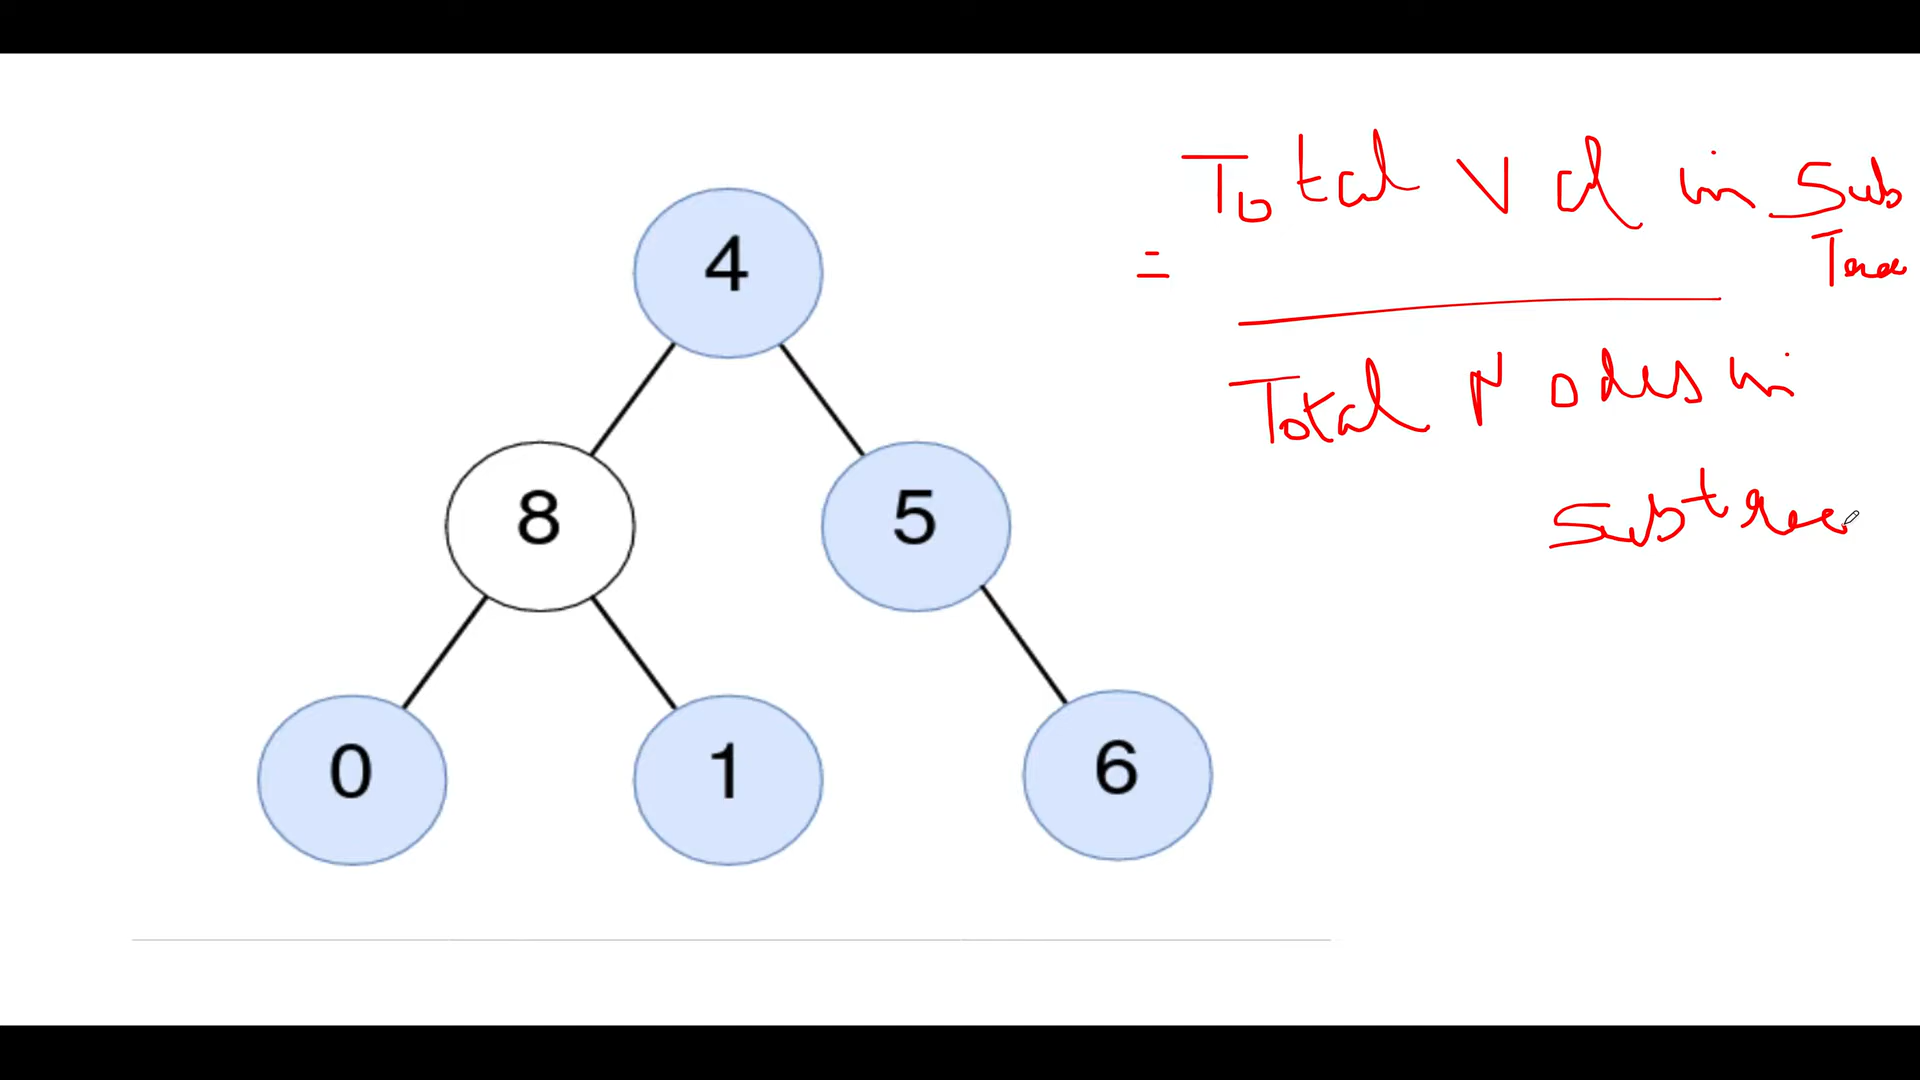 Total Val in Sub
Tree
=
Total Nodes in
Subtree
4
8 5
0 1 6